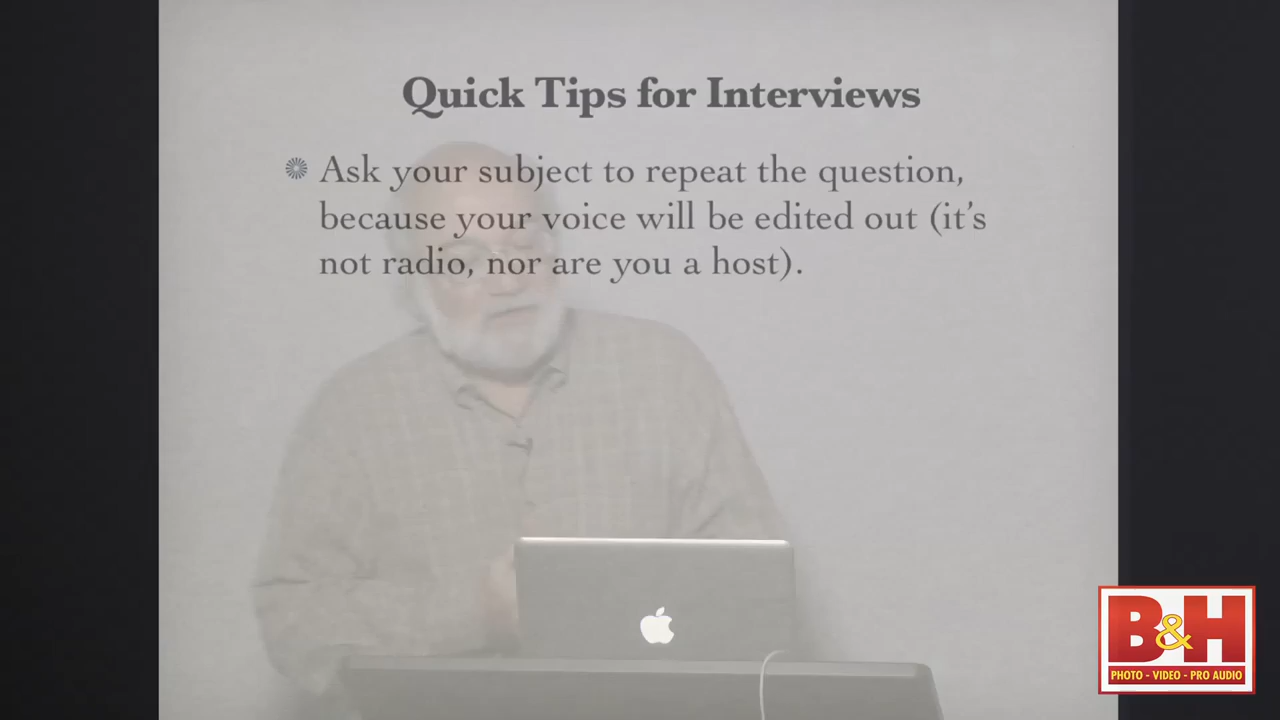 Quick Tips for Interviews
Ask your subject to repeat the question,
because your voice will be edited out (it's
not radio, nor are you a host).
B&H
PHOTO - VIDEO - PRO AUDIO